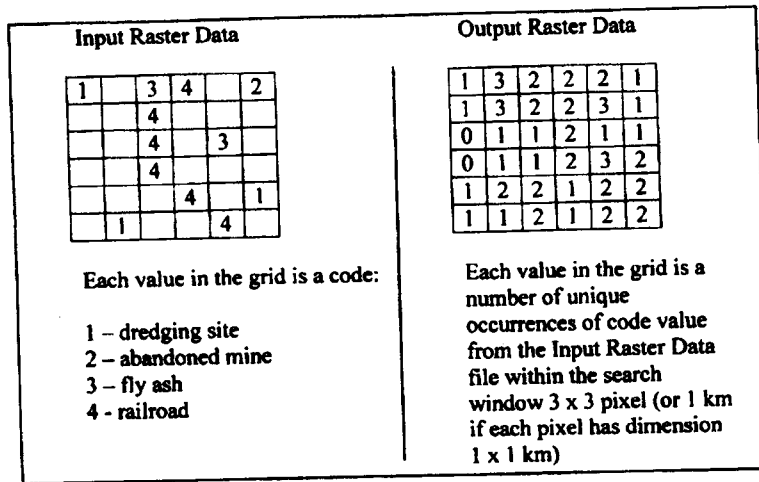 Input Raster Data
1 3 4 2
4
4 3
4
4 1
1 4
Each value in the grid is a code:
1 – dredging site
2 – abandoned mine
3 – fly ash
4 - railroad
Output Raster Data
1 3 2 2 2 1
1 3 2 2 3 1
0 1 1 2 1 1
0 1 1 2 3 2
1 2 2 1 2 2
1 1 2 1 2 2
Each value in the grid is a
number of unique
occurrences of code value
from the Input Raster Data
file within the search
window 3 x 3 pixel (or 1 km
if each pixel has dimension
1 x 1 km)